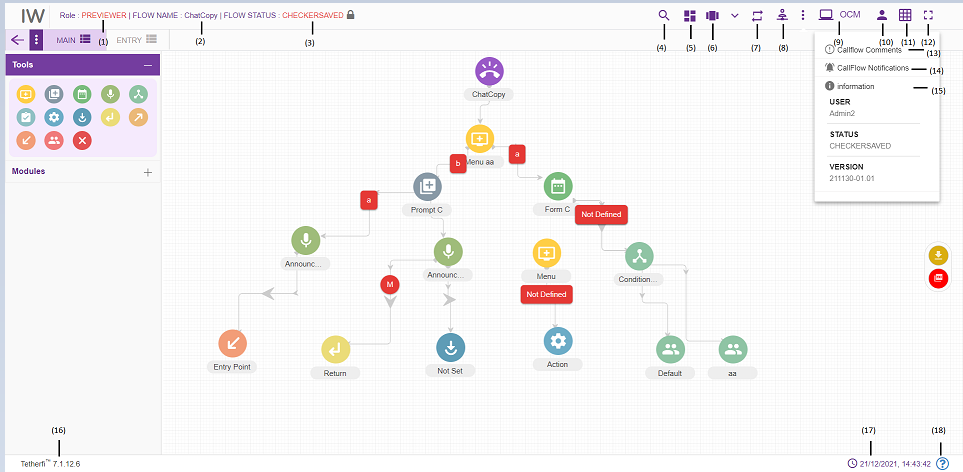 IW Role : PREVIEWER | FLOW NAME : ChatCopy | FLOW STATUS : CHECKERSAVED OCM
(1) (2) (3) (4) (5) (6) (7) (8) (9) (10) (11) (12)
MAIN ENTRY
Callflow Comments (13)
CallFlow Notifications (14)
information (15)
USER
Admin2
STATUS
CHECKERSAVED
VERSION
211130-01.01
Tools
Modules
ChatCopy
Menu aa
b
a
Prompt C
Form C
a
Not Defined
Announc...
Announc...
Menu
Condition...
M
Not Defined
Entry Point
Return
Not Set
Action
Default
aa
(16) (17) (18)
Tetherfi™ 7.1.12.6 21/12/2021, 14:43:42 ?